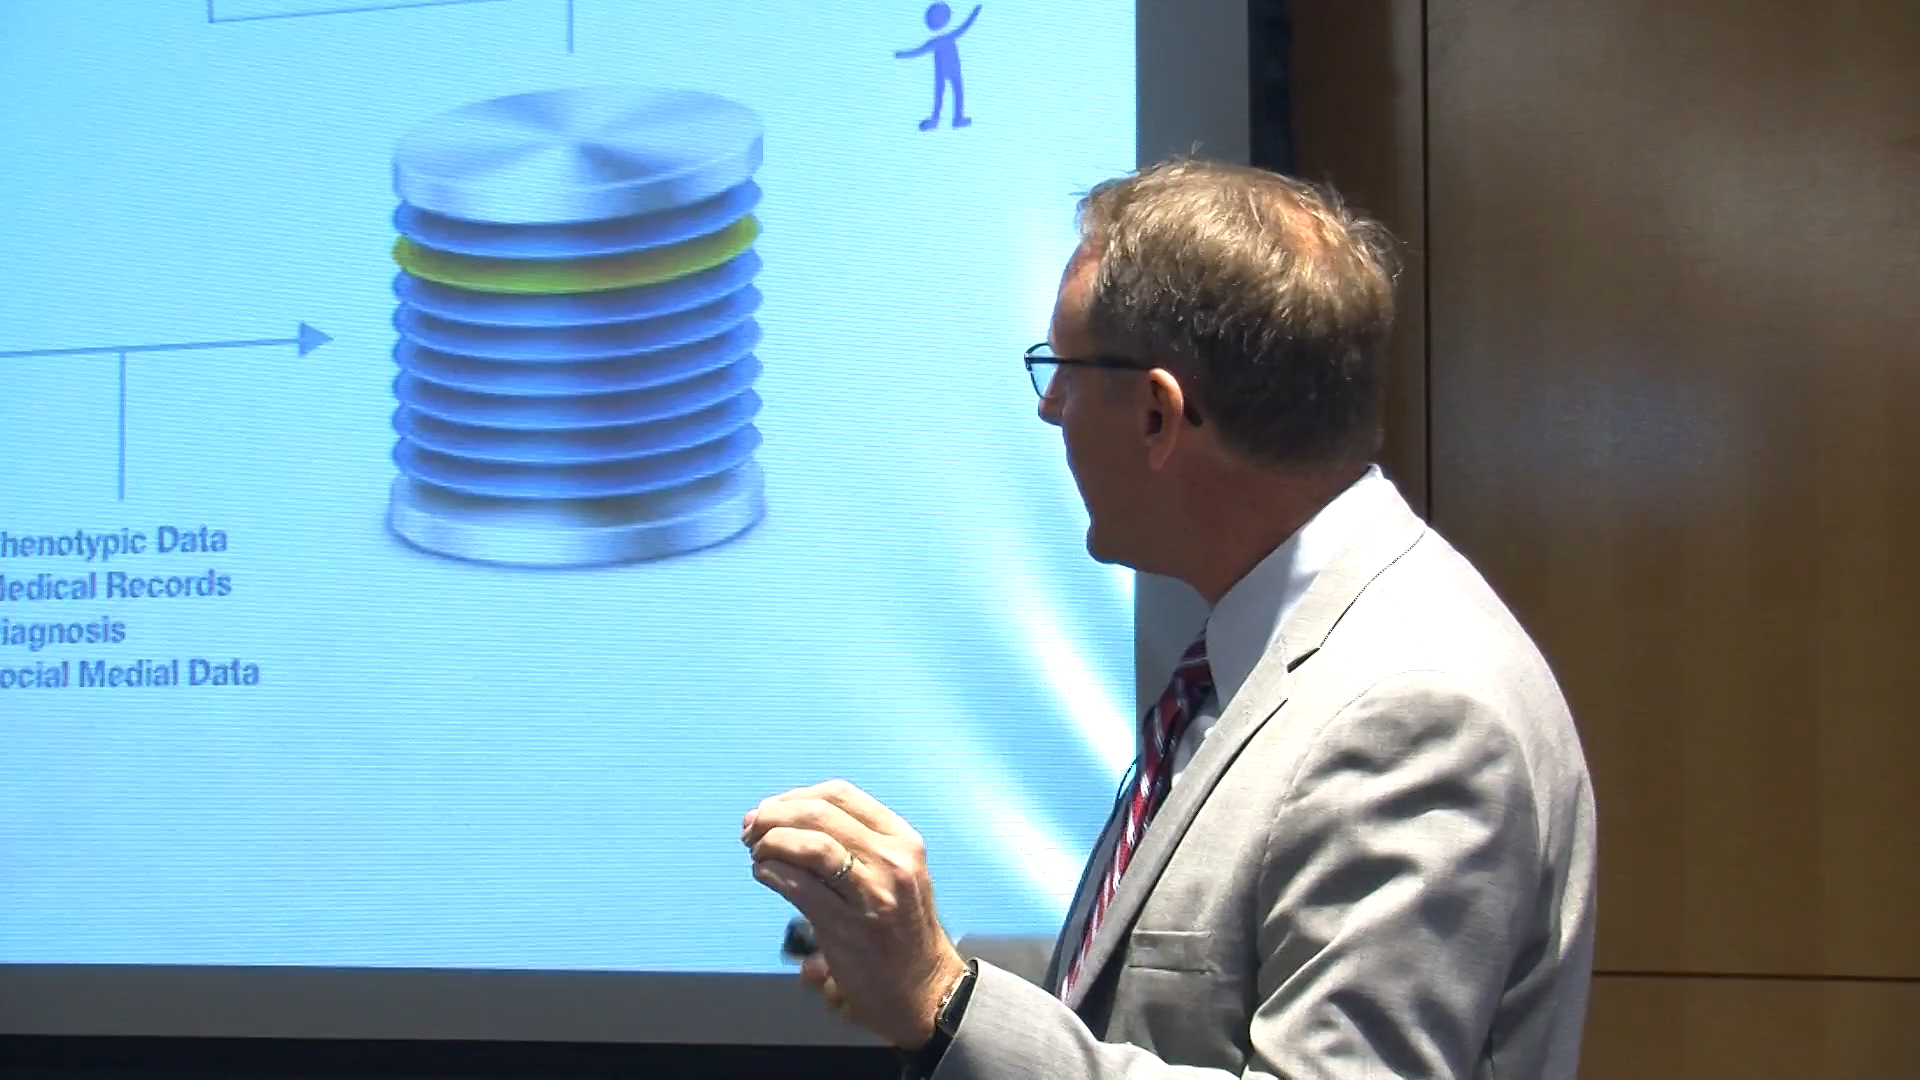 henotypic Data
edical Records
iagnosis
ocial Medial Data